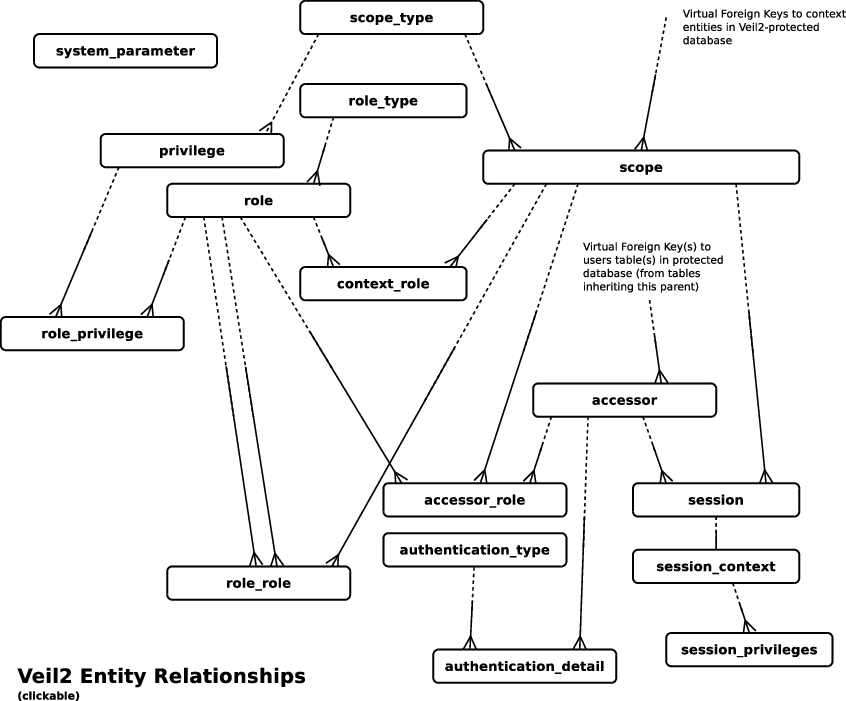 scope_type
Virtual Foreign Keys to context
entities in Veil2-protected
database
system_parameter
role_type
privilege
scope
role
Virtual Foreign Key(s) to
users table(s) in protected
database (from tables
inheriting this parent)
context_role
role_privilege
accessor
accessor_role
session
authentication_type
session_context
role_role
session_privileges
authentication_detail
Veil2 Entity Relationships
(clickable)